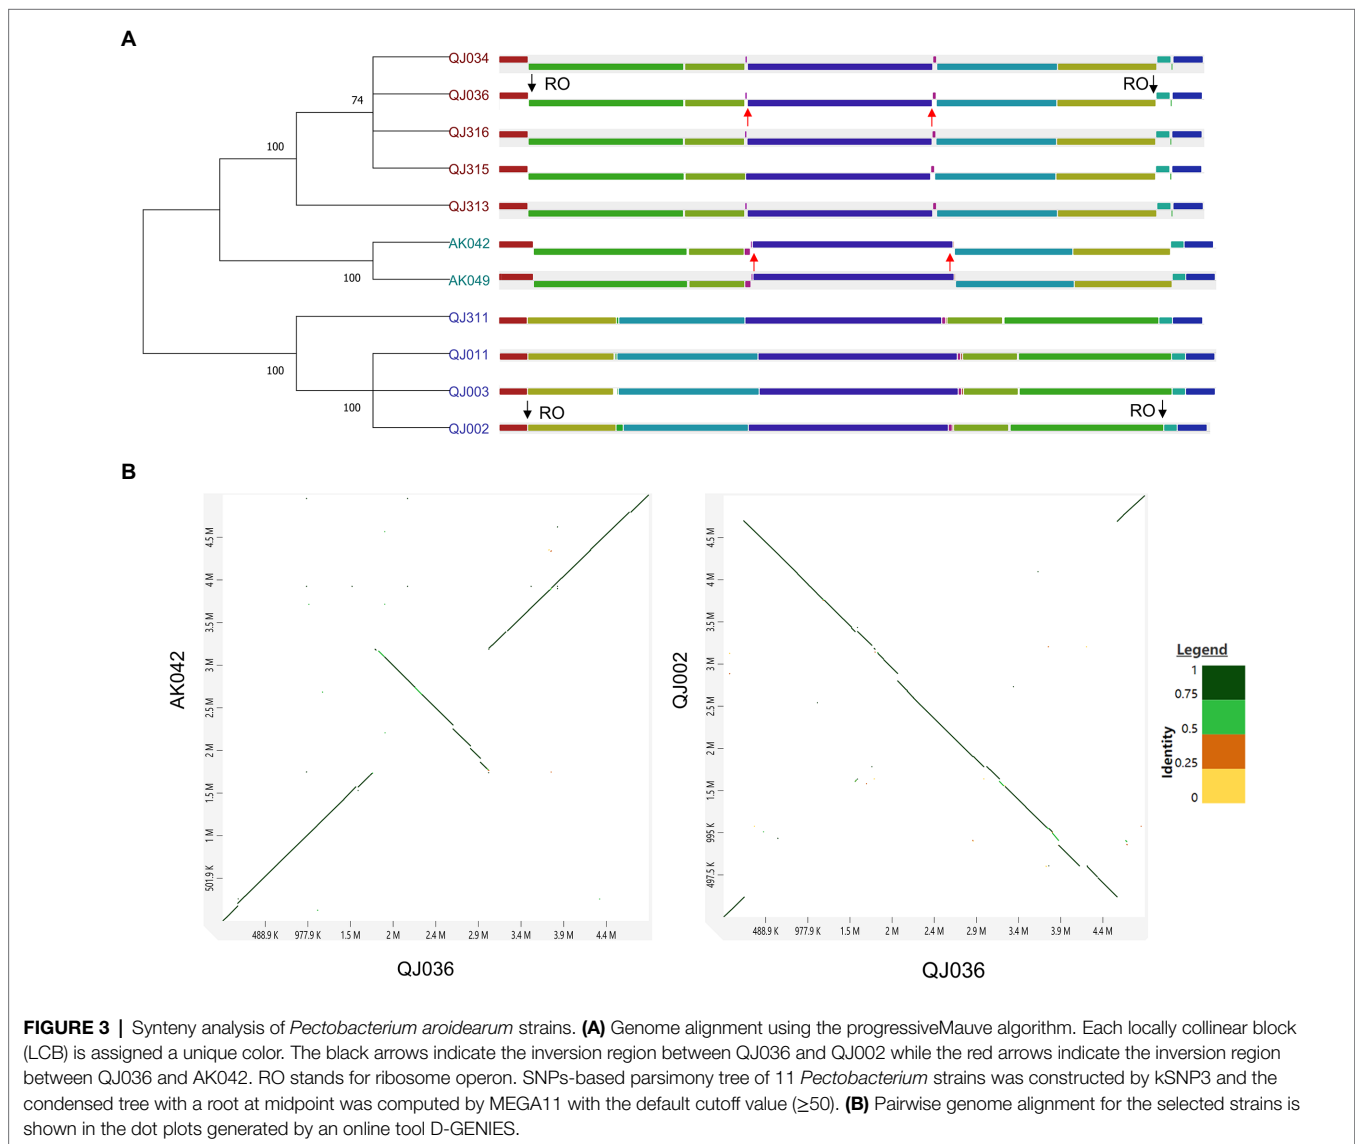 A
QJ034
RO
RO
QJ036
74
QJ316
100
QJ315
QJ313
AK042
100
AK049
QJ311
QJ011
100
QJ003
100
RO
RO
QJ002
B
AK042
4.5 M
4 M
3.5 M
3 M
2.5 M
2 M
1.5 M
1 M
501.9 K
488.9 K 977.9 K 1.5 M 2 M 2.4 M 2.9 M 3.4 M 3.9 M 4.4 M
QJ036
QJ002
4.5 M
4 M
3.5 M
3 M
2.5 M
2 M
1.5 M
995 K
497.5 K
488.9 K 977.9 K 1.5 M 2 M 2.4 M 2.9 M 3.4 M 3.9 M 4.4 M
QJ036
Legend
Identity
1
0.75
0.5
0.25
0
FIGURE 3 | Synteny analysis of Pectobacterium aroidearum strains. (A) Genome alignment using the progressiveMauve algorithm. Each locally collinear block
(LCB) is assigned a unique color. The black arrows indicate the inversion region between QJ036 and QJ002 while the red arrows indicate the inversion region
between QJ036 and AK042. RO stands for ribosome operon. SNPs-based parsimony tree of 11 Pectobacterium strains was constructed by kSNP3 and the
condensed tree with a root at midpoint was computed by MEGA11 with the default cutoff value (≥50). (B) Pairwise genome alignment for the selected strains is
shown in the dot plots generated by an online tool D-GENIES.